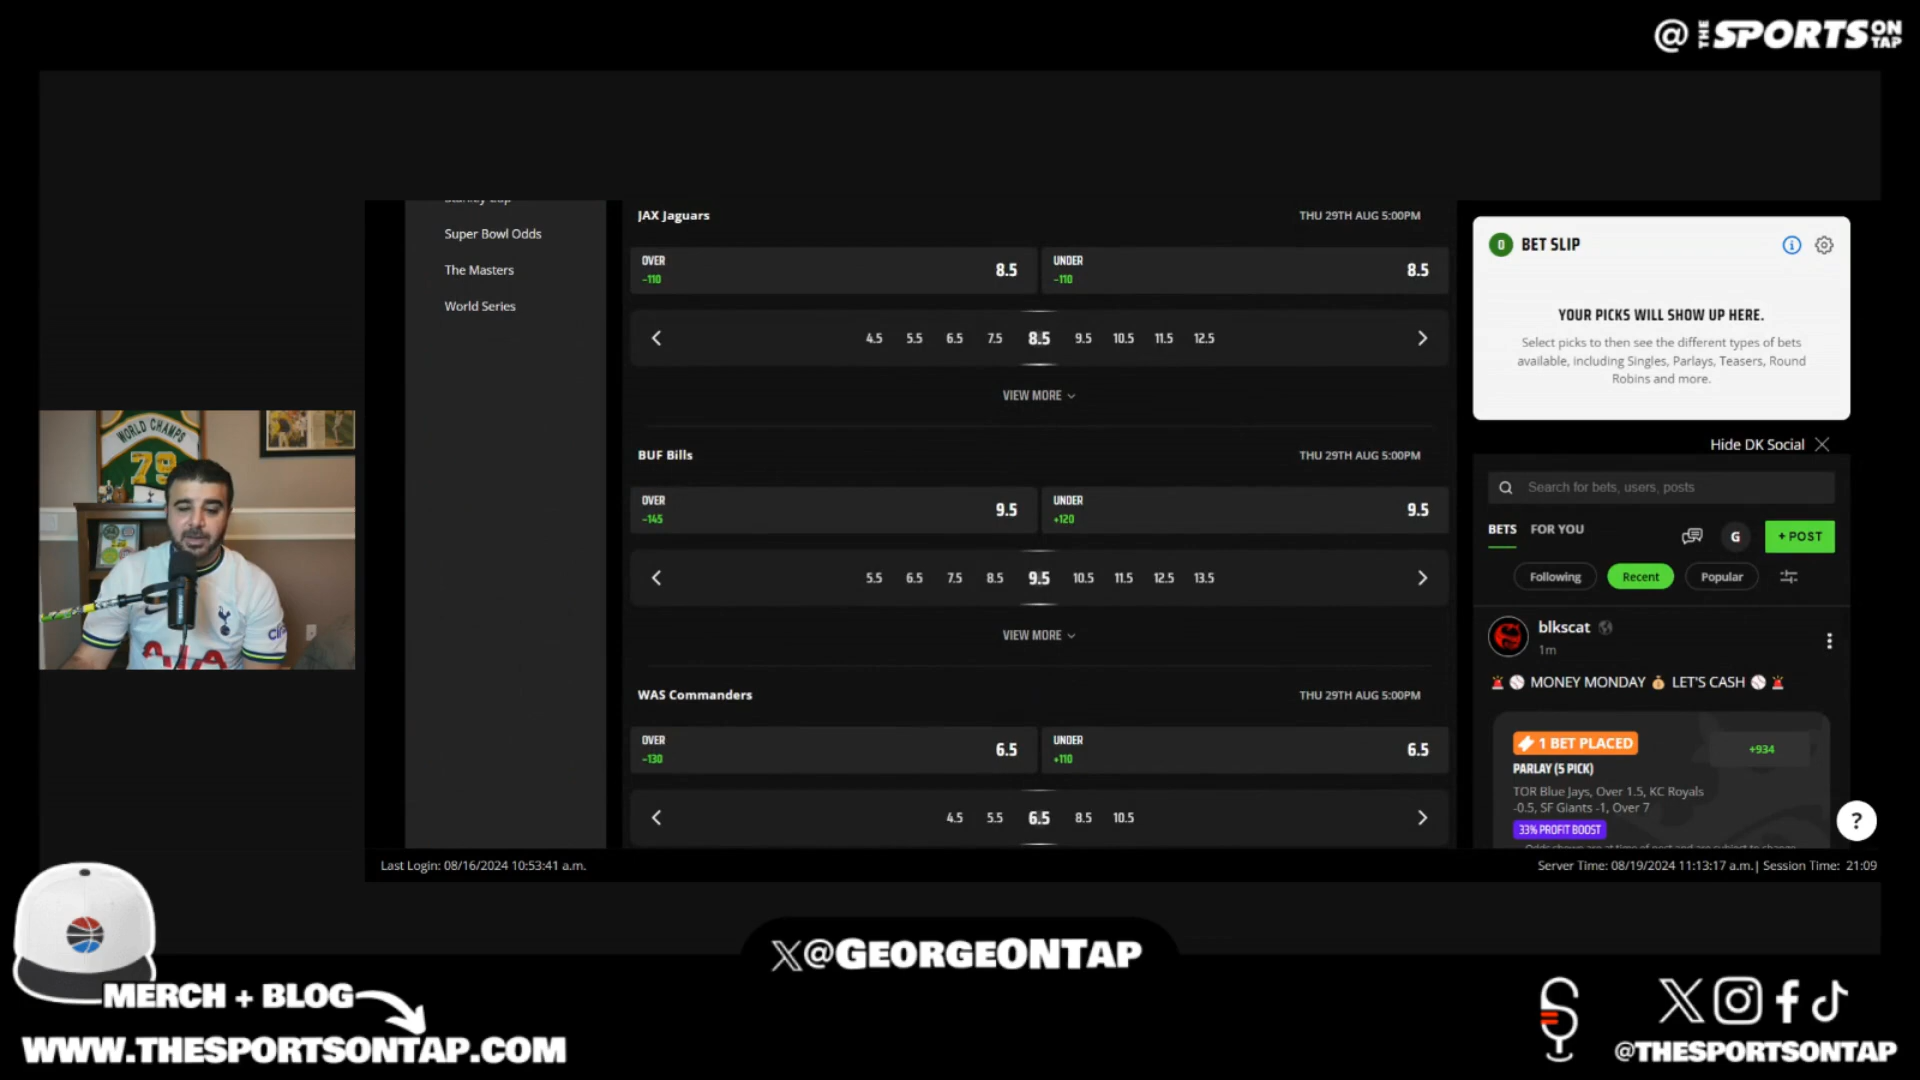 @ THE SPORTS ON TAP
Super Bowl Odds
The Masters
World Series
JAX Jaguars
THU 29TH AUG 5:00PM
OVER
-110
8.5
UNDER
-110
8.5
4.5 5.5 6.5 7.5 8.5 9.5 10.5 11.5 12.5
VIEW MORE
BUF Bills
THU 29TH AUG 5:00PM
OVER
-145
9.5
UNDER
+120
9.5
5.5 6.5 7.5 8.5 9.5 10.5 11.5 12.5 13.5
VIEW MORE
WAS Commanders
THU 29TH AUG 5:00PM
OVER
-130
6.5
UNDER
+110
6.5
4.5 5.5 6.5 8.5 10.5
0 BET SLIP
YOUR PICKS WILL SHOW UP HERE.
Select picks to then see the different types of bets
available, including Singles, Parlays, Teasers, Round
Robins and more.
Hide DK Social
Search for bets, users, posts
BETS FOR YOU
G
+ POST
Following Recent Popular
blkscat
1m
MONEY MONDAY LET'S CASH
1 BET PLACED
+934
PARLAY (5 PICK)
TOR Blue Jays, Over 1.5, KC Royals
-0.5, SF Giants -1, Over 7
33% PROFIT BOOST
?
WORLD CHAMPS
79
Last Login: 08/16/2024 10:53:41 a.m.
Server Time: 08/19/2024 11:13:17 a.m. | Session Time: 21:09
X@GEORGEONTAP
MERCH + BLOG
WWW.THESPORTSONTAP.COM
@THESPORTSONTAP